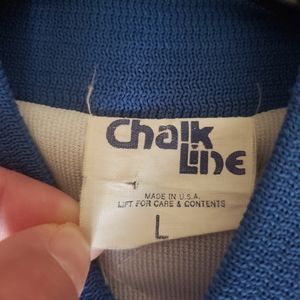 Chalk
Line
MADE IN U.S.A.
LIFT FOR CARE & CONTENTS
L